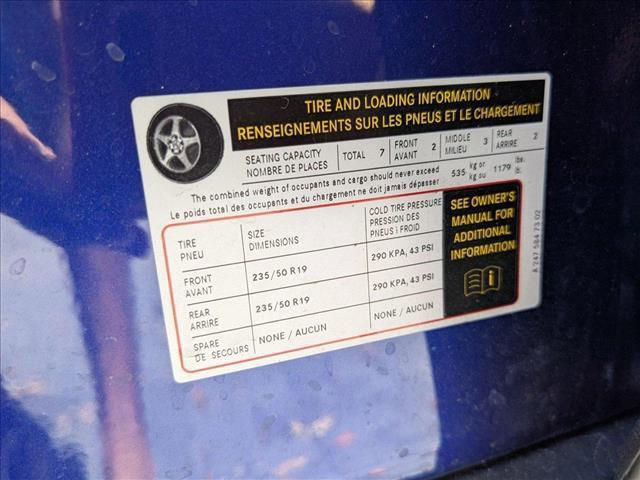 TIRE AND LOADING INFORMATION
RENSEIGNEMENTS SUR LES PNEUS ET LE CHARGEMENT
SEATING CAPACITY
NOMBRE DE PLACES
TOTAL 7
FRONT
AVANT 2
MIDDLE
MILIEU 3
REAR
ARRIERE 2
The combined weight of occupants and cargo should never exceed
Le poids total des occupants et du chargement ne doit jamais dépasser
535 kg or
kg ou
1179 lbs.
lb.
TIRE
PNEU
SIZE
DIMENSIONS
COLD TIRE PRESSURE
PRESSION DES
PNEUS À FROID
FRONT
AVANT
235/50 R19
290 KPA, 43 PSI
REAR
ARRIERE
235/50 R19
290 KPA, 43 PSI
SPARE
DE SECOURS
NONE / AUCUN
NONE / AUCUN
SEE OWNER'S
MANUAL FOR
ADDITIONAL
INFORMATION
A 247 584 73 02